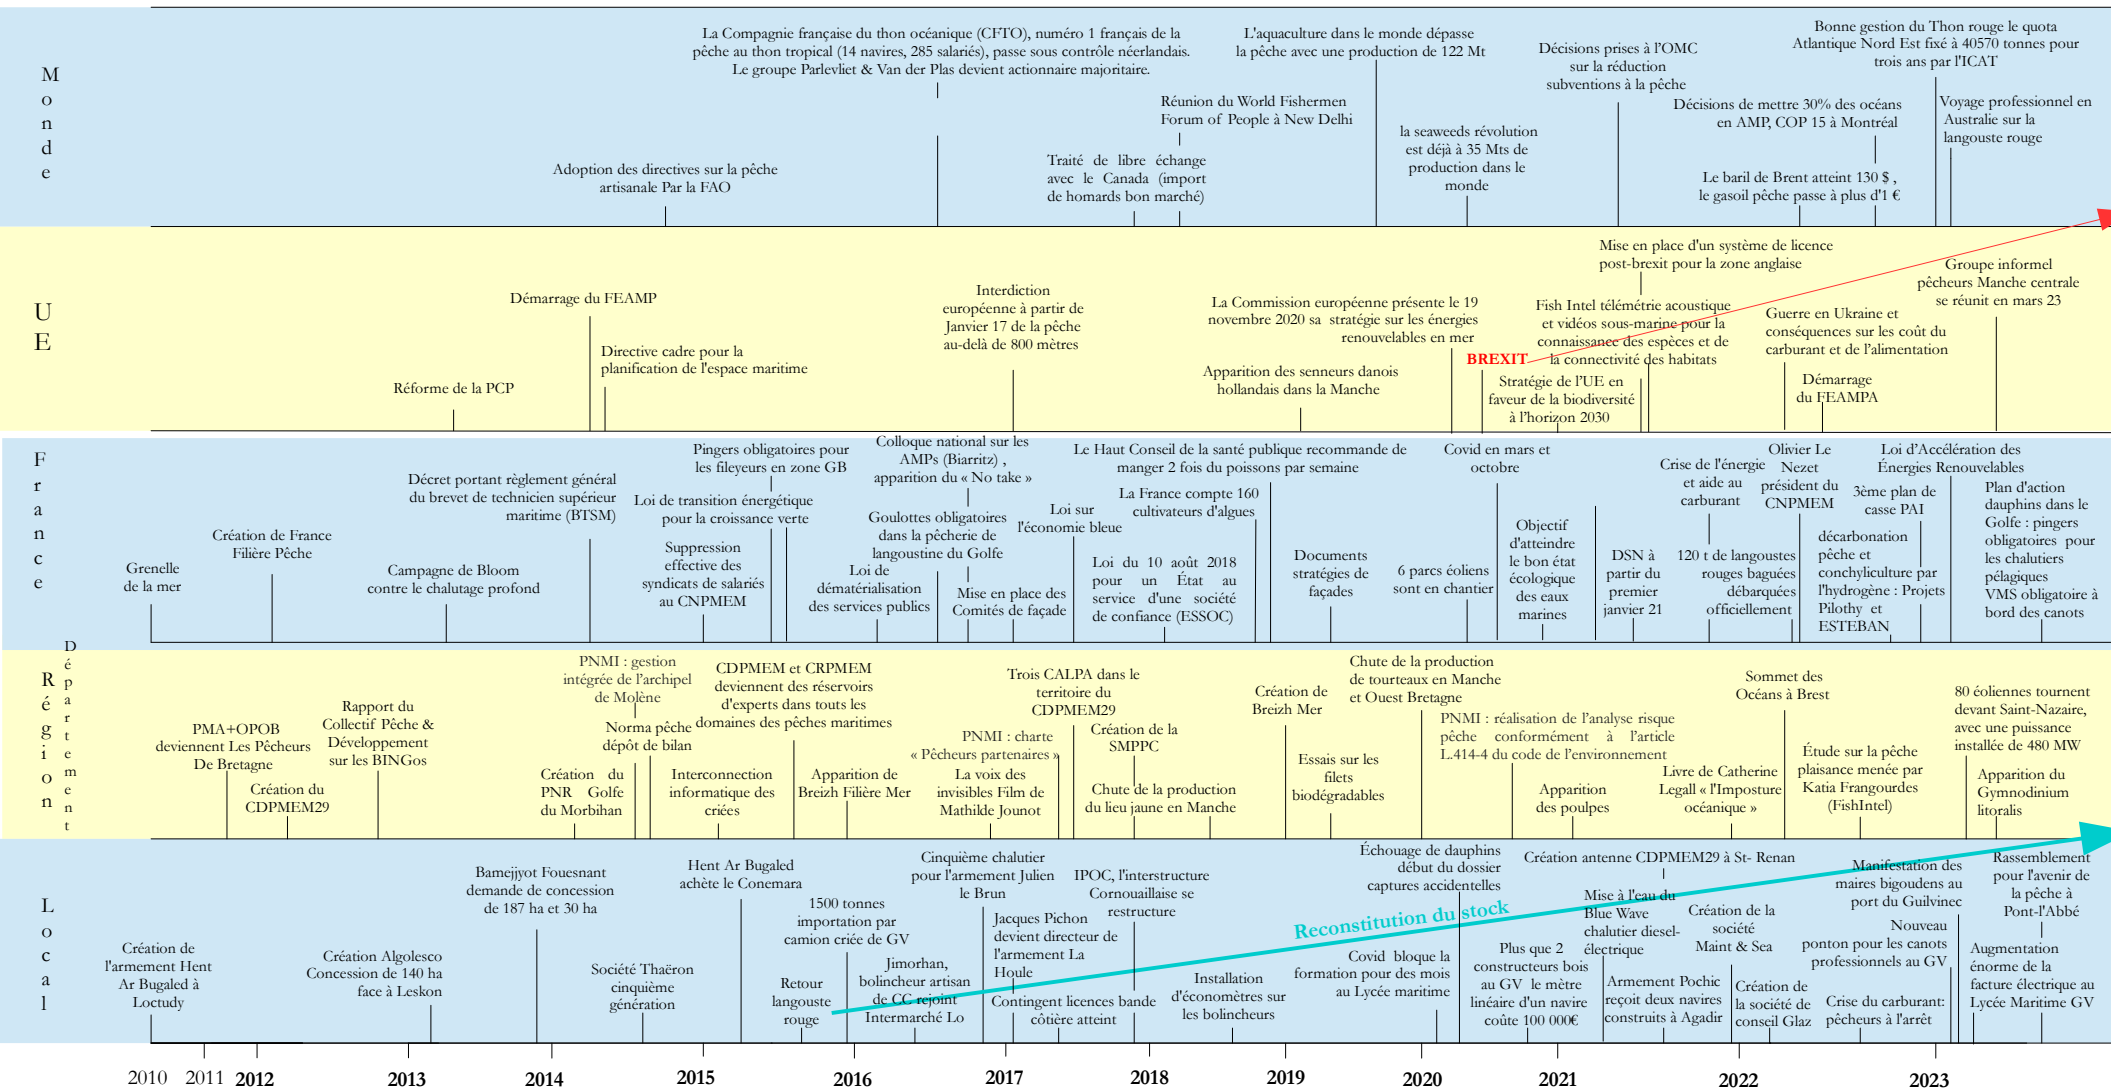 Monde
La Compagnie française du thon océanique (CFTO), numéro 1 français de la
pêche au thon tropical (14 navires, 285 salariés), passe sous contrôle néerlandais.
Le groupe Parlevliet & Van der Plas devient actionnaire majoritaire.
L'aquaculture dans le monde dépasse
la pêche avec une production de 122 Mt
Décisions prises à l'OMC
sur la réduction
subventions à la pêche
Bonne gestion du Thon rouge le quota
Atlantique Nord Est fixé à 40570 tonnes pour
trois ans par l'ICAT
Réunion du World Fishermen
Forum of People à New Delhi
Décisions de mettre 30% des océans
en AMP, COP 15 à Montréal
Voyage professionnel en
Australie sur la
langouste rouge
la seaweeds révolution
est déjà à 35 Mts de
production dans le
monde
Traité de libre échange
avec le Canada (import
de homards bon marché)
Adoption des directives sur la pêche
artisanale Par la FAO
Le baril de Brent atteint 130 $ ,
le gasoil pêche passe à plus d'1 €
UE
Mise en place d'un système de licence
post-brexit pour la zone anglaise
Groupe informel
pêcheurs Manche centrale
se réunit en mars 23
Démarrage du FEAMP
Interdiction
européenne à partir de
Janvier 17 de la pêche
au-delà de 800 mètres
La Commission européenne présente le 19
novembre 2020 sa stratégie sur les énergies
renouvelables en mer
Fish Intel télémétrie acoustique
et vidéos sous-marine pour la
connaissance des espèces et de
la connectivité des habitats
Guerre en Ukraine et
conséquences sur les coût du
carburant et de l'alimentation
Directive cadre pour la
planification de l'espace maritime
BREXIT
Réforme de la PCP
Apparition des senneurs danois
hollandais dans la Manche
Stratégie de l'UE en
faveur de la biodiversité
à l'horizon 2030
Démarrage
du FEAMPA
France
Pingers obligatoires pour
les fileyeurs en zone GB
Colloque national sur les
AMPs (Biarritz) ,
apparition du « No take »
Le Haut Conseil de la santé publique recommande de
manger 2 fois du poissons par semaine
Covid en mars et
octobre
Crise de l'énergie
et aide au
carburant
Olivier Le
Nezet
président du
CNPMEM
Loi d'Accélération des
Énergies Renouvelables
Décret portant règlement général
du brevet de technicien supérieur
maritime (BTSM)
Loi de transition énergétique
pour la croissance verte
La France compte 160
cultivateurs d'algues
3ème plan de
casse PAI
Plan d'action
dauphins dans le
Golfe : pingers
obligatoires pour
les chalutiers
pélagiques
VMS obligatoire à
bord des canots
Goulottes obligatoires
dans la pêcherie de
langoustine du Golfe
Loi sur
l'économie bleue
Création de France
Filière Pêche
Objectif
d'atteindre
le bon état
écologique
des eaux
marines
décarbonation
pêche et
conchyliculture par
l'hydrogène : Projets
Pilothy et
ESTEBAN
Grenelle
de la mer
Campagne de Bloom
contre le chalutage profond
Suppression
effective des
syndicats de salariés
au CNPMEM
Loi de
dématérialisation
des services publics
Mise en place des
Comités de façade
Loi du 10 août 2018
pour un État au
service d'une société
de confiance (ESSOC)
Documents
stratégies de
façades
6 parcs éoliens
sont en chantier
DSN à
partir du
premier
janvier 21
120 t de langoustes
rouges baguées
débarquées
officiellement
Région
Département
PNMI : gestion
intégrée de l'archipel
de Molène
CDPMEM et CRPMEM
deviennent des réservoirs
d'experts dans touts les
domaines des pêches maritimes
Trois CALPA dans le
territoire du
CDPMEM29
Chute de la production
de tourteaux en Manche
et Ouest Bretagne
Sommet des
Océans à Brest
Création de
Breizh Mer
80 éoliennes tournent
devant Saint-Nazaire,
avec une puissance
installée de 480 MW
Rapport du
Collectif Pêche &
Développement
sur les BINGos
PMA+OPOB
deviennent Les Pêcheurs
De Bretagne
Norma pêche
dépôt de bilan
PNMI : charte
« Pêcheurs partenaires »
Création de la
SMPPC
PNMI : réalisation de l'analyse risque
pêche conformément à l'article
L.414-4 du code de l'environnement
Étude sur la pêche
plaisance menée par
Katia Frangourdes
(FishIntel)
Création du
CDPMEM29
Création du
PNR Golfe
du Morbihan
Interconnection
informatique des
criées
Apparition de
Breizh Filière Mer
La voix des
invisibles Film de
Mathilde Jounot
Chute de la production
du lieu jaune en Manche
Essais sur les
filets
biodégradables
Apparition
des poulpes
Livre de Catherine
Legall « l'Imposture
océanique »
Apparition du
Gymnodinium
litoralis
Local
Bamejjyot Fouesnant
demande de concession
de 187 ha et 30 ha
Hent Ar Bugaled
achète le Conemara
Cinquième chalutier
pour l'armement Julien
le Brun
IPOC, l'interstructure
Cornouaillaise se
restructure
Échouage de dauphins
début du dossier
captures accidentelles
Création antenne CDPMEM29 à St- Renan
Manifestation des
maires bigoudens au
port du Guilvinec
Rassemblement
pour l'avenir de
la pêche à
Pont-l'Abbé
1500 tonnes
importation par
camion criée de GV
Jacques Pichon
devient directeur de
l'armement La
Houle
Reconstitution du stock
Mise à l'eau du
Blue Wave
chalutier diesel-
électrique
Création de la
société
Maint & Sea
Nouveau
ponton pour les canots
professionnels au GV
Création de
l'armement Hent
Ar Bugaled à
Loctudy
Création Algolesco
Concession de 140 ha
face à Leskon
Société Thaëron
cinquième
génération
Retour
langouste
rouge
Jimorhan,
bolincheur artisan
de CC rejoint
Intermarché Lo
Contingent licences bande
côtière atteint
Installation
d'économètres sur
les bolincheurs
Covid bloque la
formation pour des mois
au Lycée maritime
Plus que 2
constructeurs bois
au GV le mètre
linéaire d'un navire
coûte 100 000€
Armement Pochic
reçoit deux navires
construits à Agadir
Création de
la société de
conseil Glaz
Crise du carburant:
pêcheurs à l'arrêt
Augmentation
énorme de la
facture électrique au
Lycée Maritime GV
2010 2011 2012 2013 2014 2015 2016 2017 2018 2019 2020 2021 2022 2023